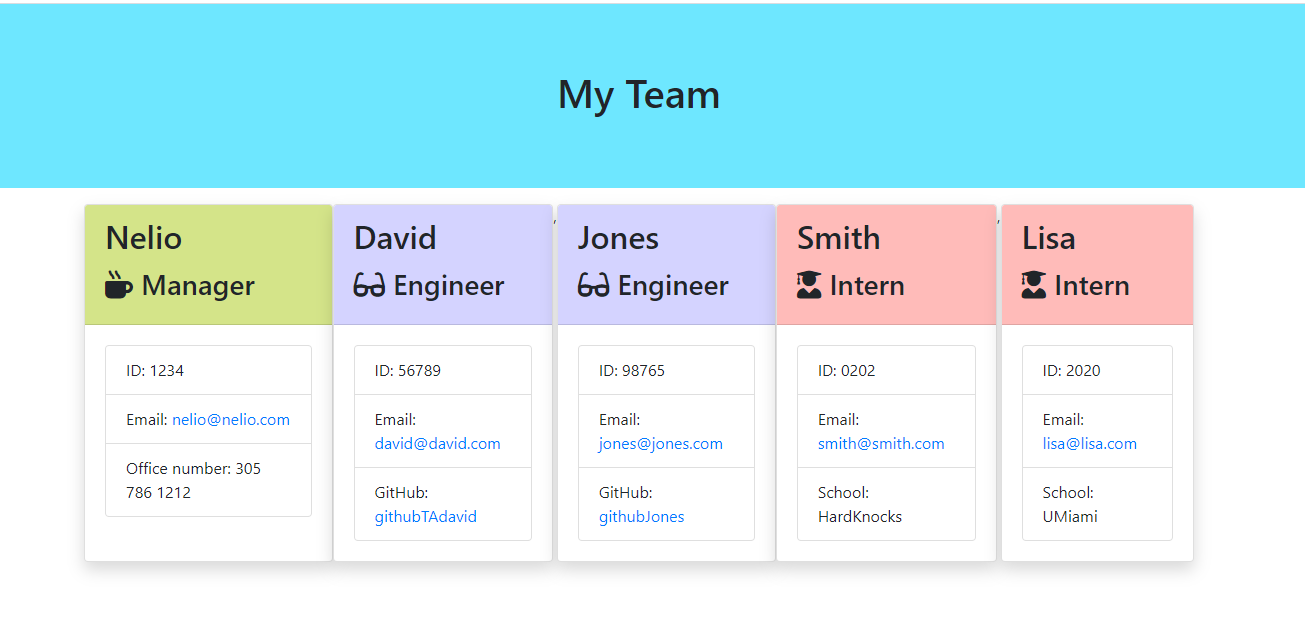 My Team
Nelio
Manager
ID: 1234
Email: nelio@nelio.com
Office number: 305
786 1212
David
Engineer
ID: 56789
Email:
david@david.com
GitHub:
githubTAdavid
,
Jones
Engineer
ID: 98765
Email:
jones@jones.com
GitHub:
githubJones
Smith
Intern
ID: 0202
Email:
smith@smith.com
School:
HardKnocks
,
Lisa
Intern
ID: 2020
Email:
lisa@lisa.com
School:
UMiami